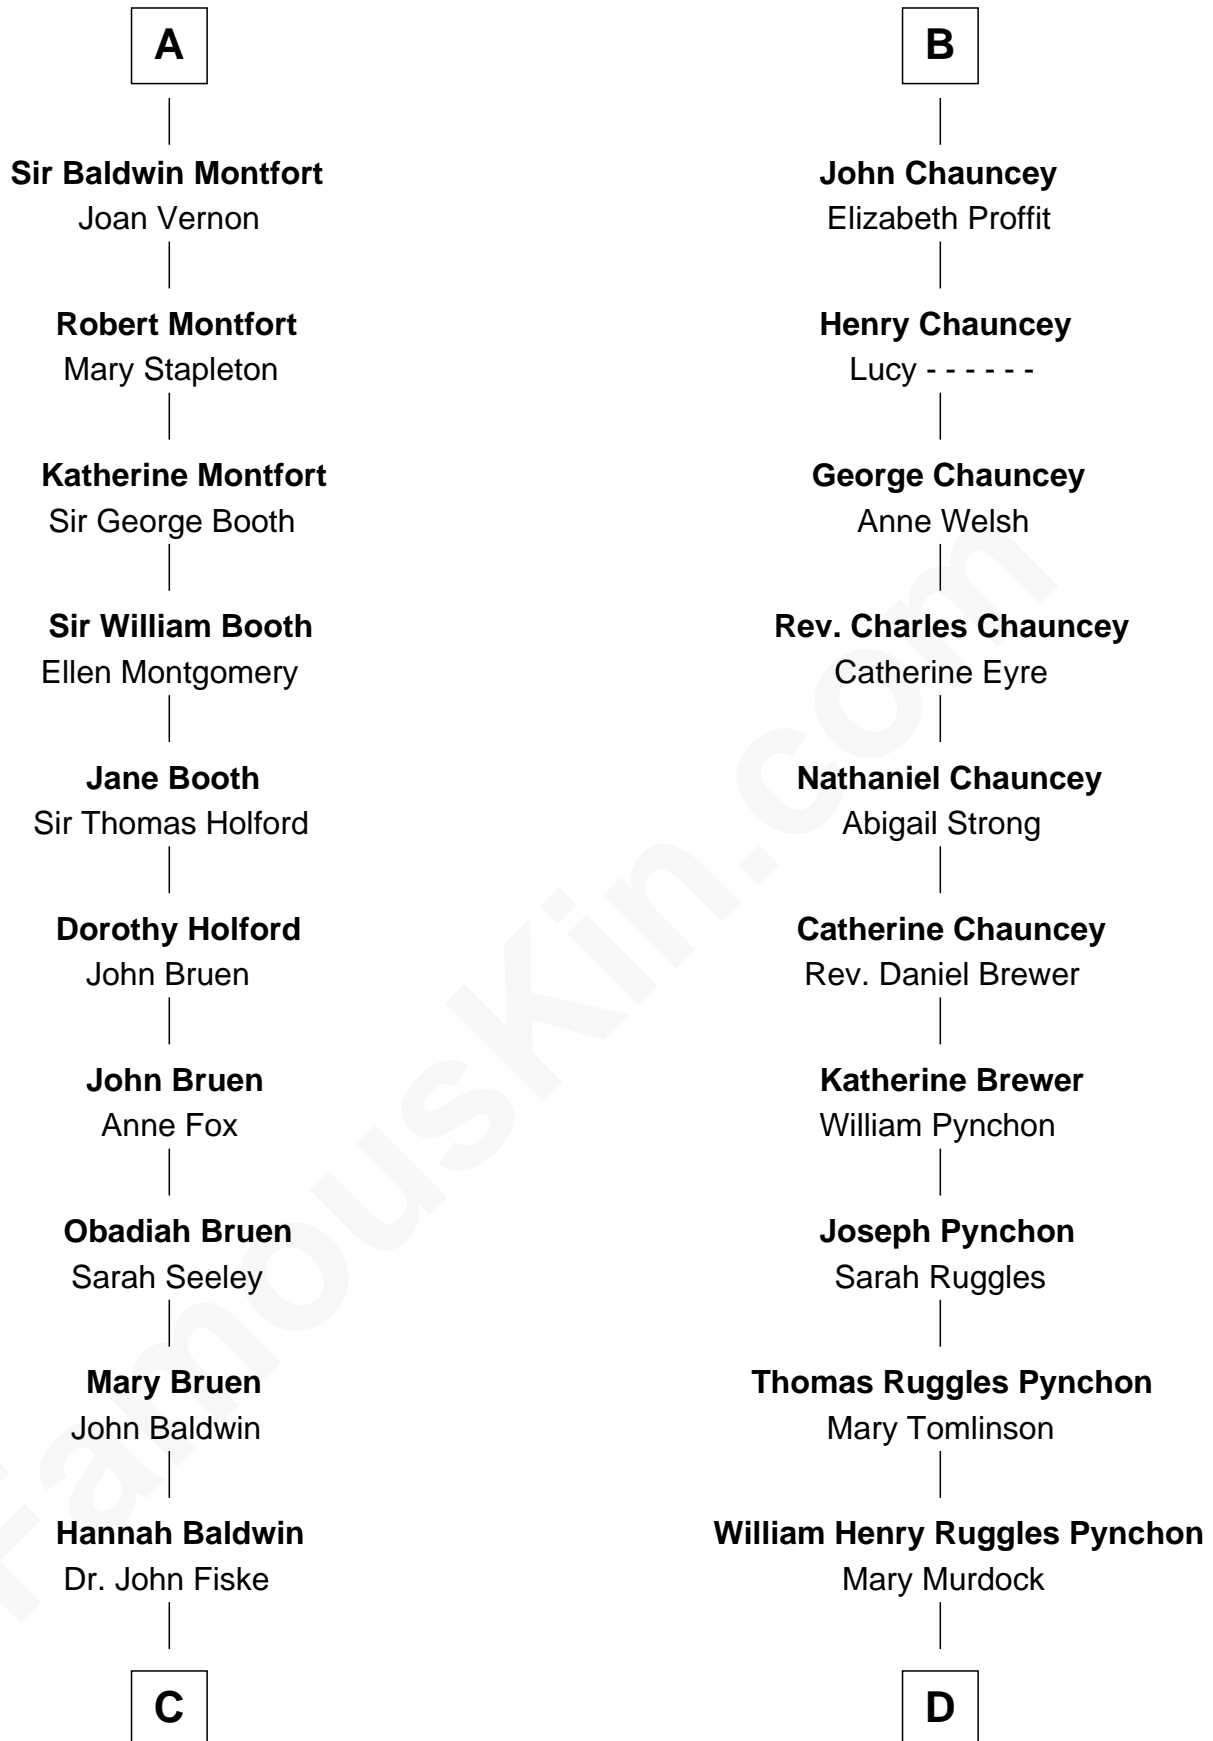 A
Sir Baldwin Montfort
Joan Vernon
Robert Montfort
Mary Stapleton
Katherine Montfort
Sir George Booth
Sir William Booth
Ellen Montgomery
Jane Booth
Sir Thomas Holford
Dorothy Holford
John Bruen
John Bruen
Anne Fox
Obadiah Bruen
Sarah Seeley
Mary Bruen
John Baldwin
Hannah Baldwin
Dr. John Fiske
C
B
John Chauncey
Elizabeth Proffit
Henry Chauncey
Lucy - - - - - -
George Chauncey
Anne Welsh
Rev. Charles Chauncey
Catherine Eyre
Nathaniel Chauncey
Abigail Strong
Catherine Chauncey
Rev. Daniel Brewer
Katherine Brewer
William Pynchon
Joseph Pynchon
Sarah Ruggles
Thomas Ruggles Pynchon
Mary Tomlinson
William Henry Ruggles Pynchon
Mary Murdock
D
FamousKin.com